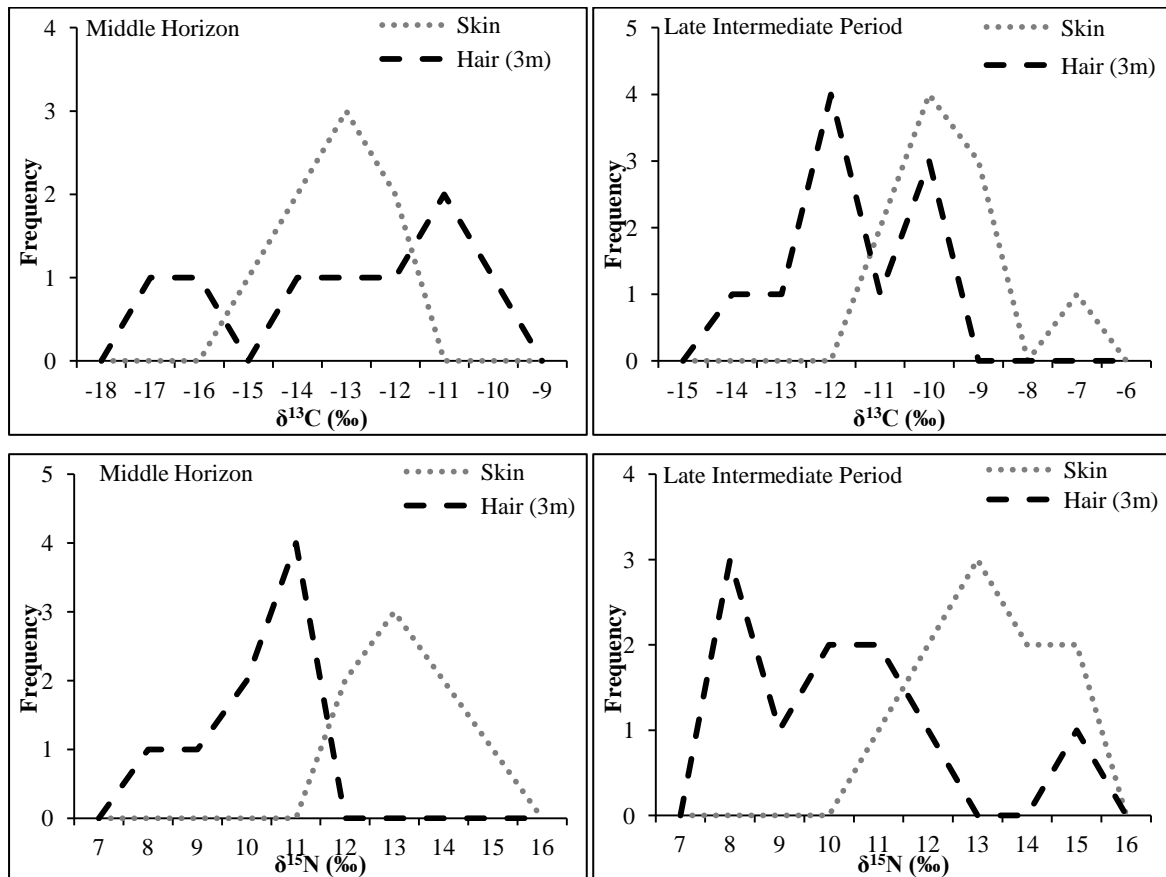 Middle Horizon
Skin
Hair (3m)
4
3
2
1
0
Frequency
-18 -17 -16 -15 -14 -13 -12 -11 -10 -9
δ¹³C (‰)
Late Intermediate Period
Skin
Hair (3m)
5
4
3
2
1
0
Frequency
-15 -14 -13 -12 -11 -10 -9 -8 -7 -6
δ¹³C (‰)
Middle Horizon
Skin
Hair (3m)
5
4
3
2
1
0
Frequency
7 8 9 10 11 12 13 14 15 16
δ¹⁵N (‰)
Late Intermediate Period
Skin
Hair (3m)
4
3
2
1
0
Frequency
7 8 9 10 11 12 13 14 15 16
δ¹⁵N (‰)